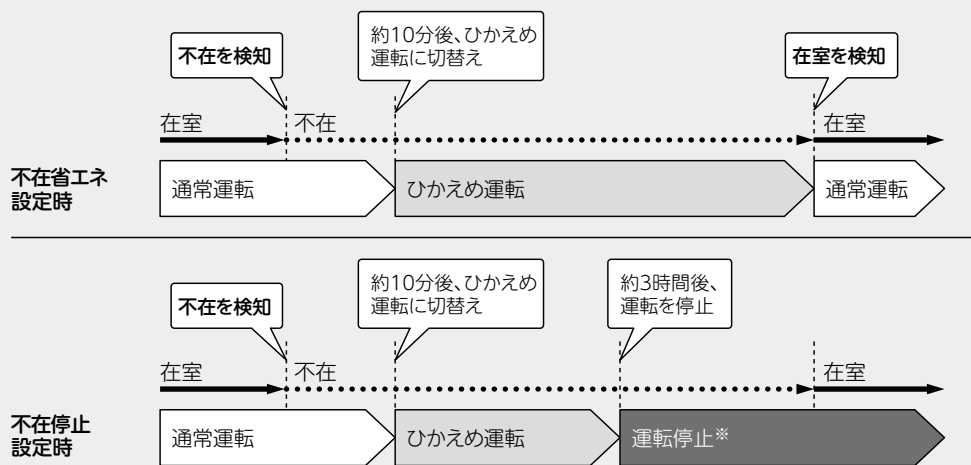 不在を検知
約10分後、ひかえめ
運転に切替え
在室を検知
在室
不在
在室
不在省エネ
設定時
通常運転
ひかえめ運転
通常運転
不在を検知
約10分後、ひかえめ
運転に切替え
約3時間後、
運転を停止
在室
不在
在室
不在停止
設定時
通常運転
ひかえめ運転
運転停止※